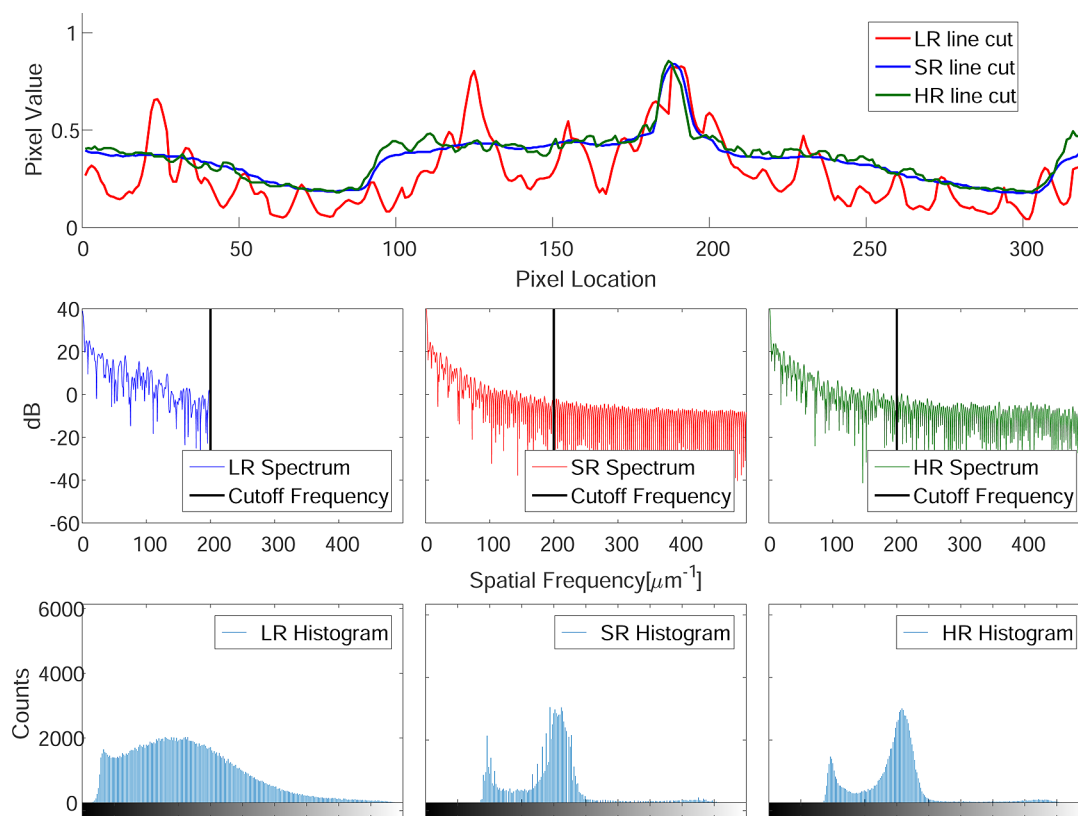 1
0.5
0
Pixel Value
LR line cut
SR line cut
HR line cut
0 50 100 150 200 250 300
Pixel Location
40
20
0
-20
-40
-60
dB
LR Spectrum
Cutoff Frequency
SR Spectrum
Cutoff Frequency
HR Spectrum
Cutoff Frequency
0 100 200 300 400
0 100 200 300 400
0 100 200 300 400
Spatial Frequency[μm⁻¹]
6000
4000
2000
0
Counts
LR Histogram
SR Histogram
HR Histogram